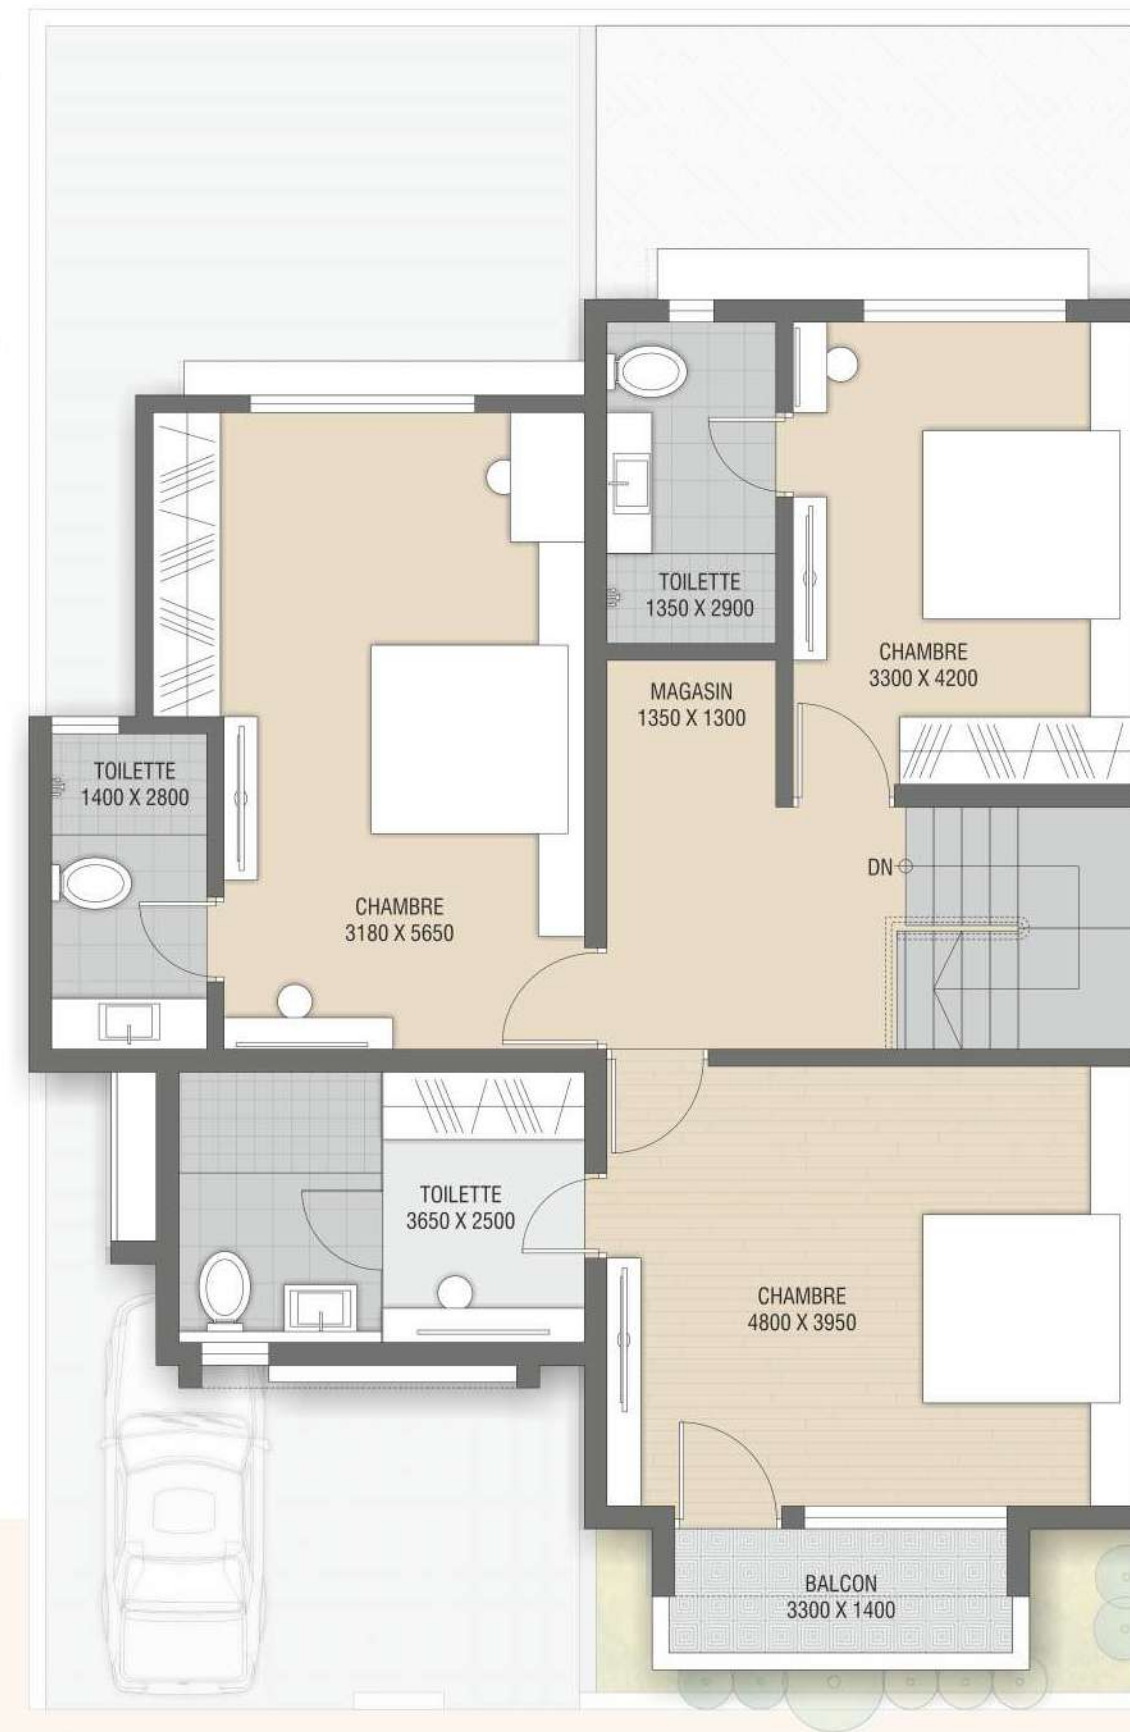 TOILETTE
1350 X 2900
CHAMBRE
3300 X 4200
MAGASIN
1350 X 1300
TOILETTE
1400 X 2800
DN
CHAMBRE
3180 X 5650
TOILETTE
3650 X 2500
CHAMBRE
4800 X 3950
BALCON
3300 X 1400